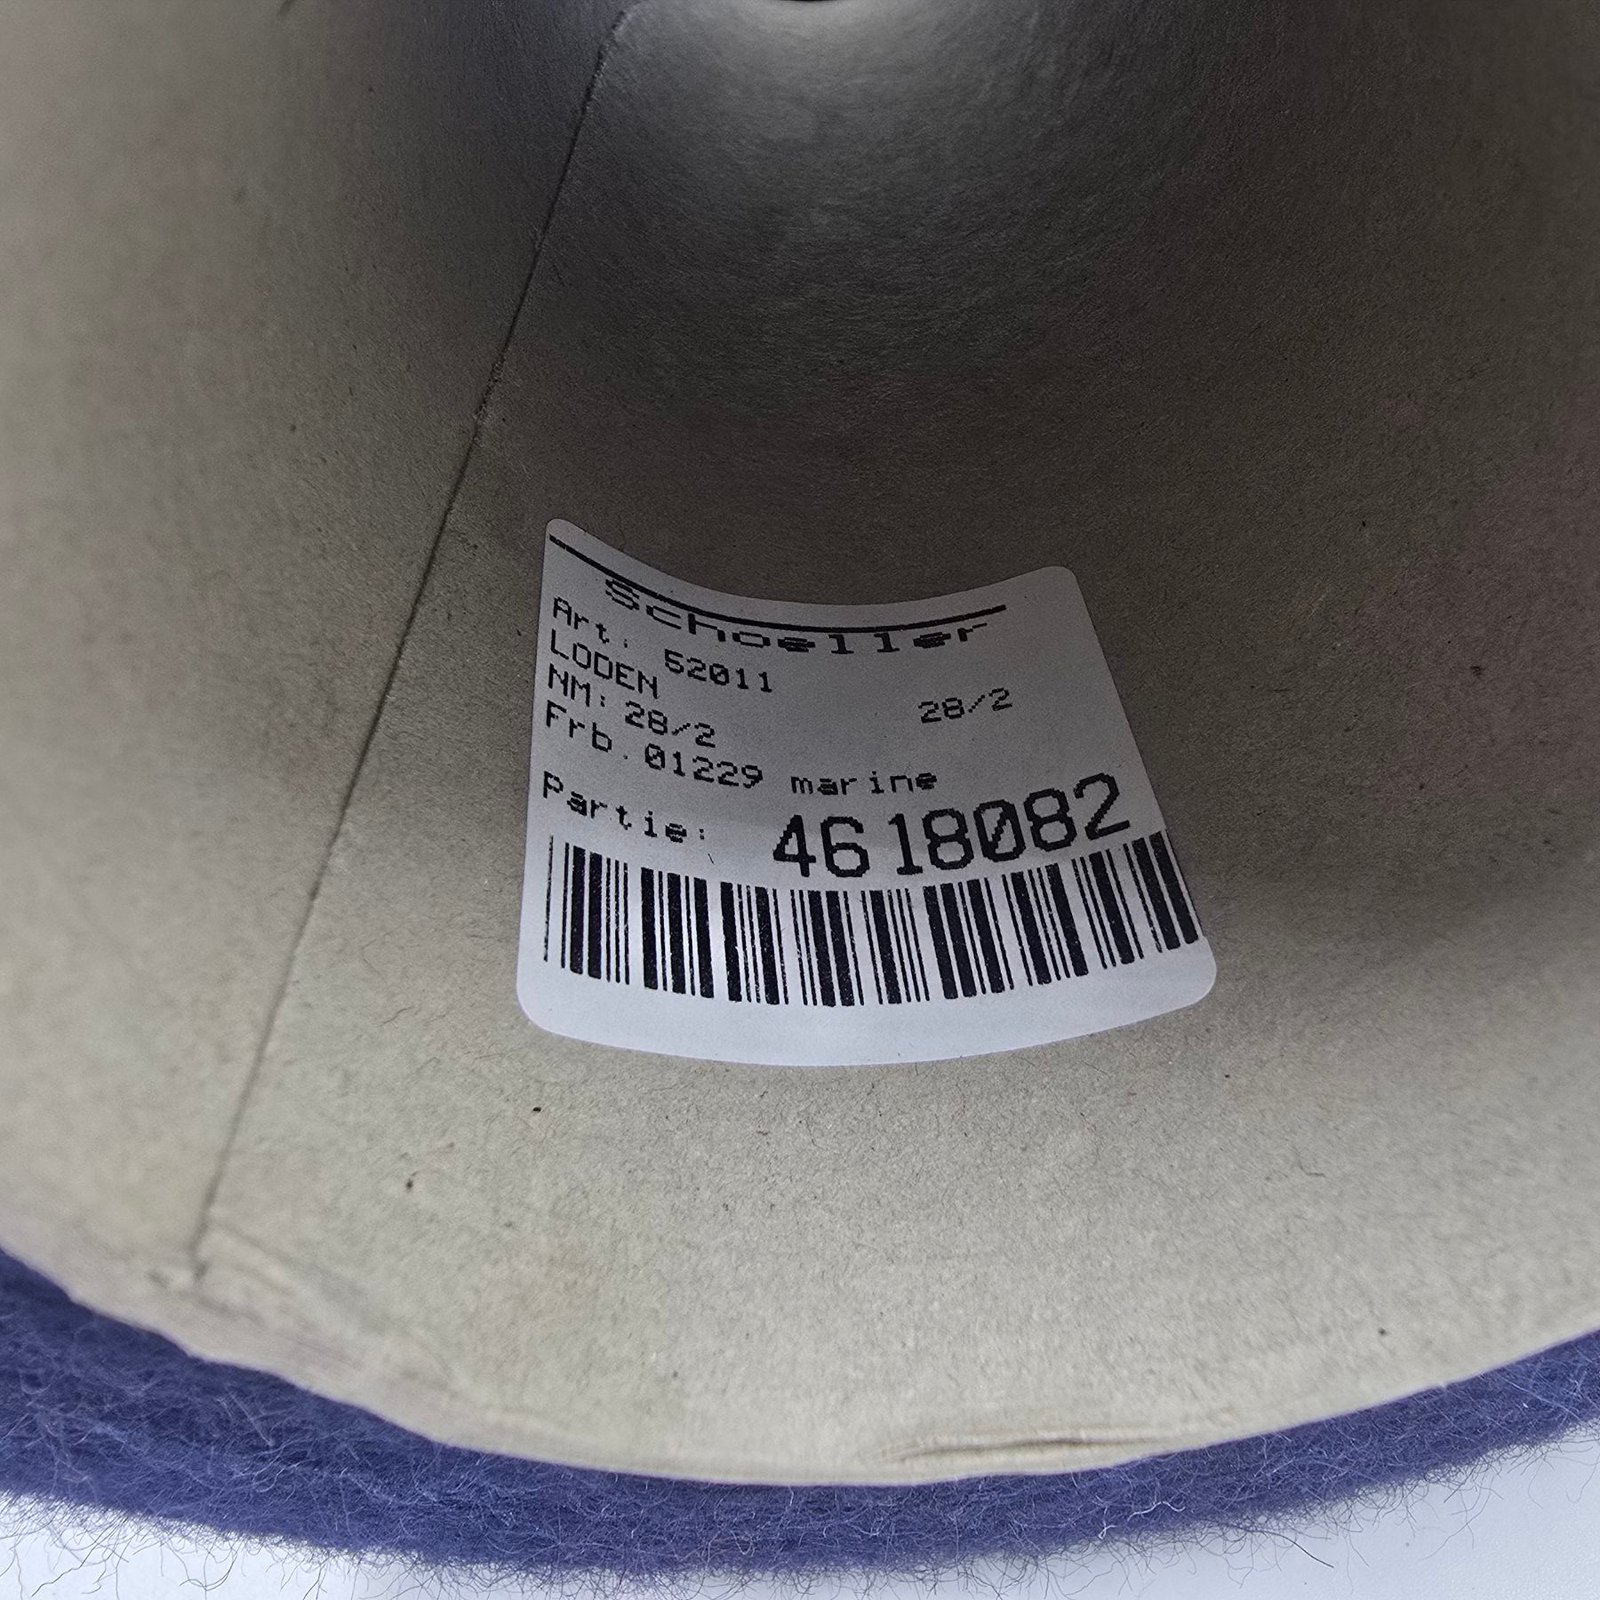 Schoeller
Art: 52011
LODEN 28/2
NM: 28/2
Frb.01229 marine
Partie: 4618082